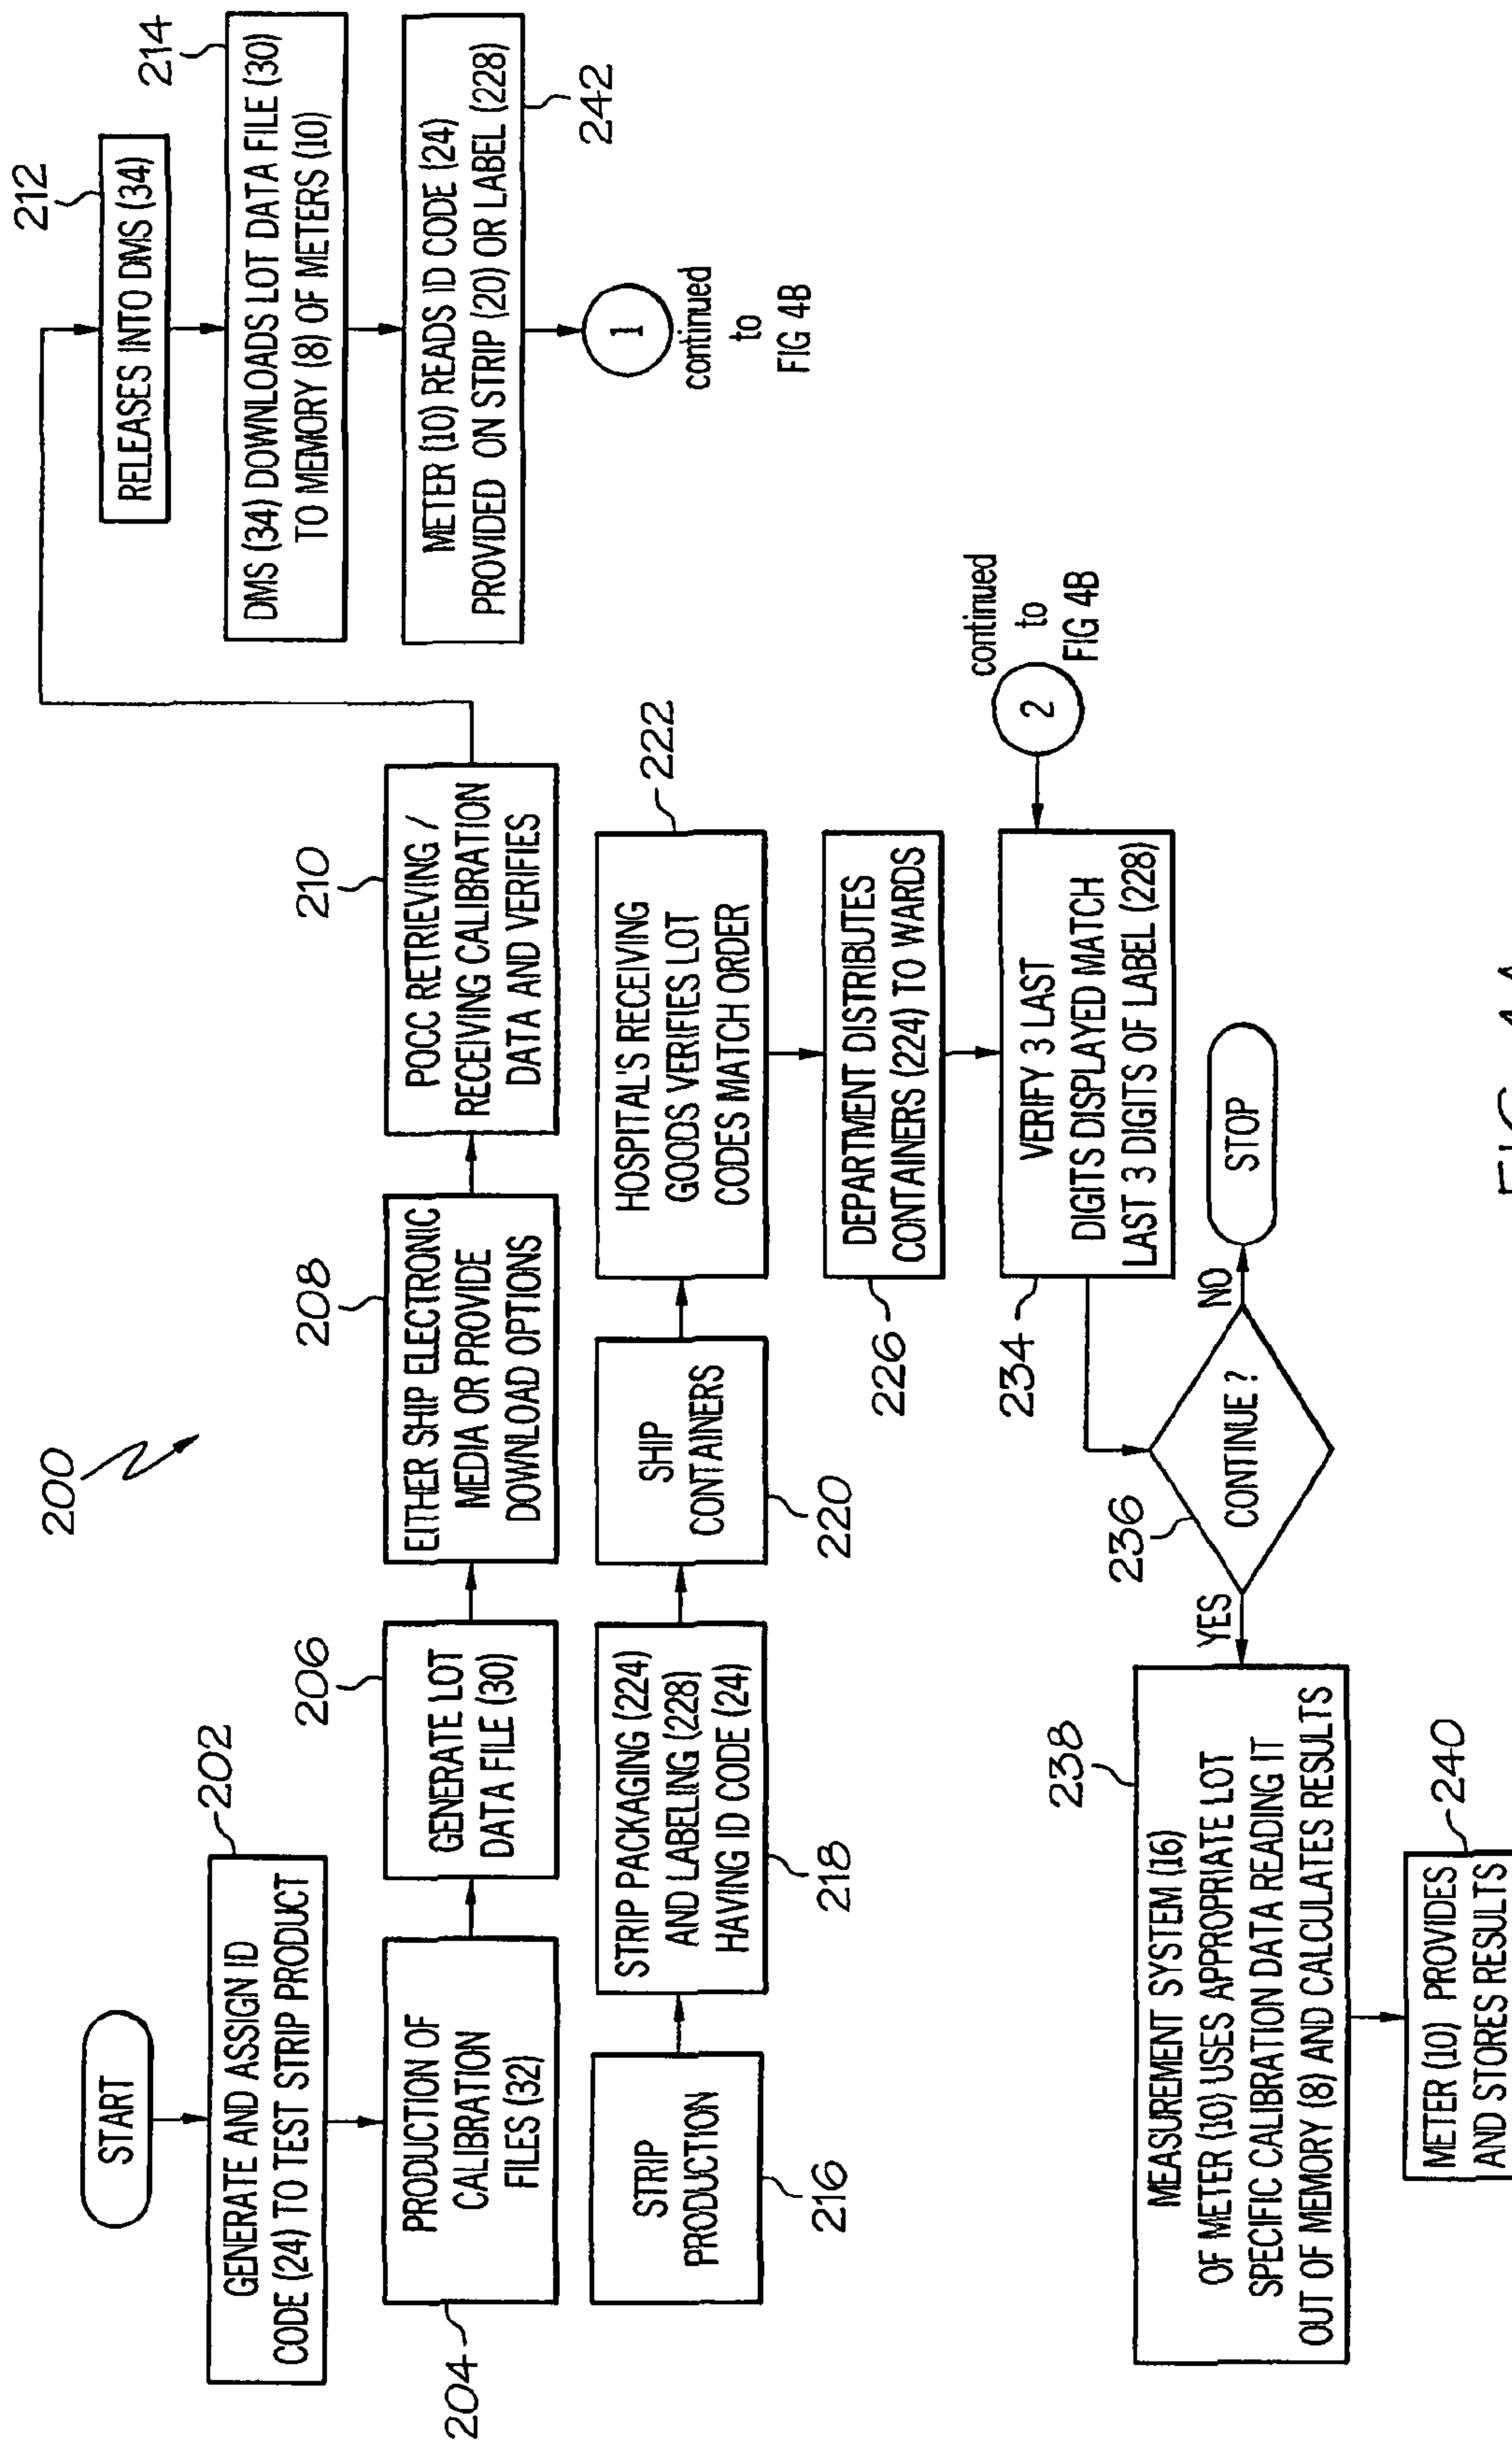 200
START
GENERATE AND ASSIGN ID
CODE (24) TO TEST STRIP PRODUCT
202
PRODUCTION OF
CALIBRATION
FILES (32)
204
GENERATE LOT
DATA FILE (30)
206
EITHER SHIP ELECTRONIC
MEDIA OR PROVIDE
DOWNLOAD OPTIONS
208
POCC RETRIEVING /
RECEIVING CALIBRATION
DATA AND VERIFIES
210
RELEASES INTO DMS (34)
212
DMS (34) DOWNLOADS LOT DATA FILE (30)
TO MEMORY (8) OF METERS (10)
214
METER (10) READS ID CODE (24)
PROVIDED ON STRIP (20) OR LABEL (228)
242
1
continued
to
FIG 4B
STRIP
PRODUCTION
216
STRIP PACKAGING (224)
AND LABELING (228)
HAVING ID CODE (24)
218
SHIP
CONTAINERS
220
HOSPITAL'S RECEIVING
GOODS VERIFIES LOT
CODES MATCH ORDER
222
DEPARTMENT DISTRIBUTES
CONTAINERS (224) TO WARDS
226
2
continued
to
FIG 4B
VERIFY 3 LAST
DIGITS DISPLAYED MATCH
LAST 3 DIGITS OF LABEL (228)
234
CONTINUE ?
236
NO
STOP
YES
MEASUREMENT SYSTEM (16)
OF METER (10) USES APPROPRIATE LOT
SPECIFIC CALIBRATION DATA READING IT
OUT OF MEMORY (8) AND CALCULATES RESULTS
238
METER (10) PROVIDES
AND STORES RESULTS
240